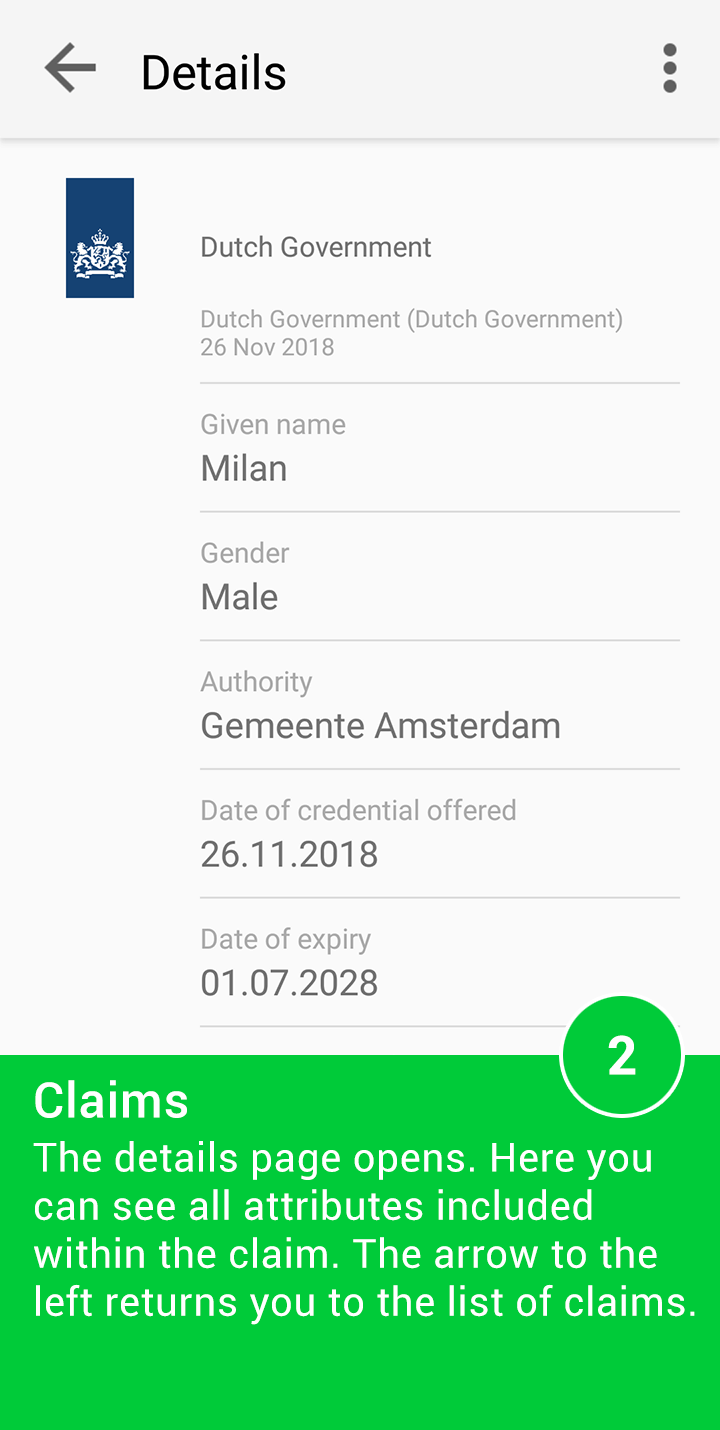 Details
Dutch Government
Dutch Government (Dutch Government)
26 Nov 2018
Given name
Milan
Gender
Male
Authority
Gemeente Amsterdam
Date of credential offered
26.11.2018
Date of expiry
01.07.2028
2
Claims
The details page opens. Here you
can see all attributes included
within the claim. The arrow to the
left returns you to the list of claims.